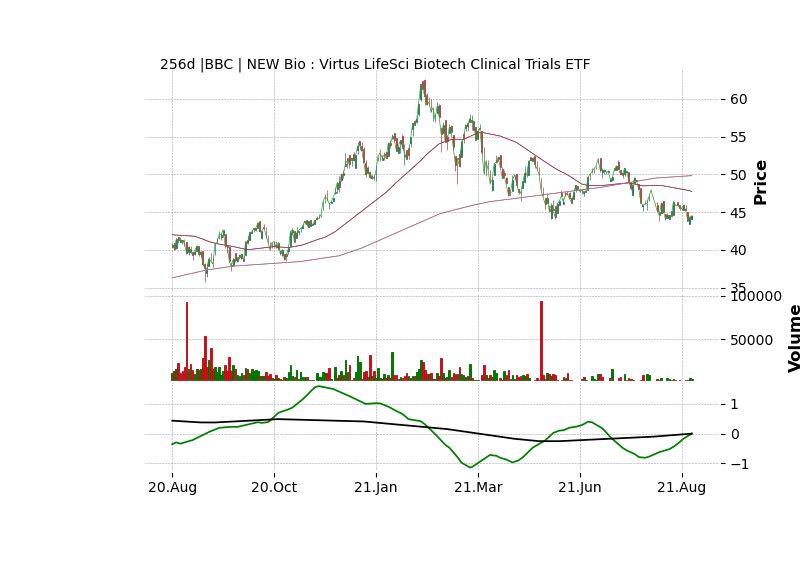 256d |BBC | NEW Bio : Virtus LifeSci Biotech Clinical Trials ETF
60
55
50
45
40
35
Price
100000
50000
Volume
1
0
−1
20.Aug 20.Oct 21.Jan 21.Mar 21.Jun 21.Aug